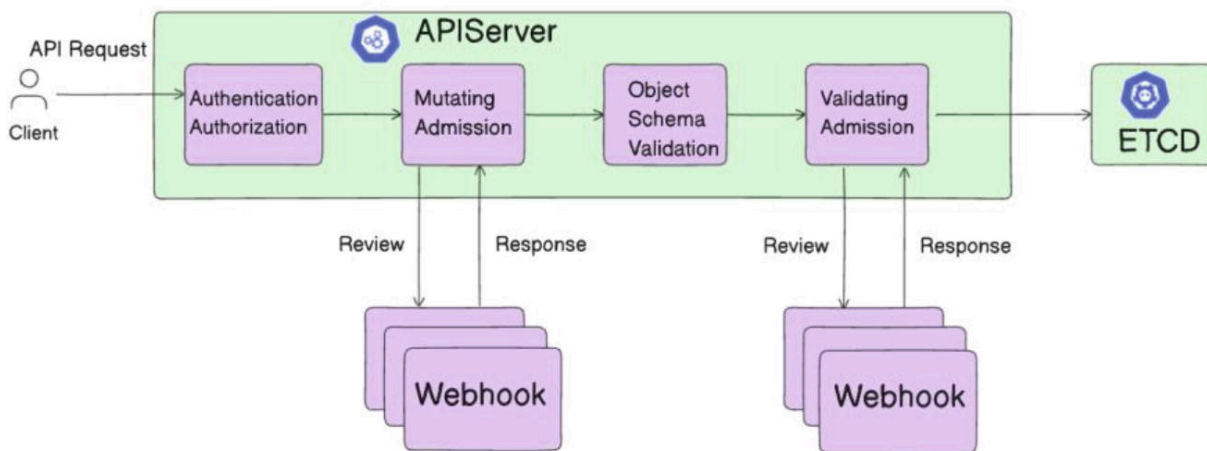 APIServer
API Request
Client
Authentication
Authorization
Mutating
Admission
Object
Schema
Validation
Validating
Admission
ETCD
Review
Response
Review
Response
Webhook
Webhook